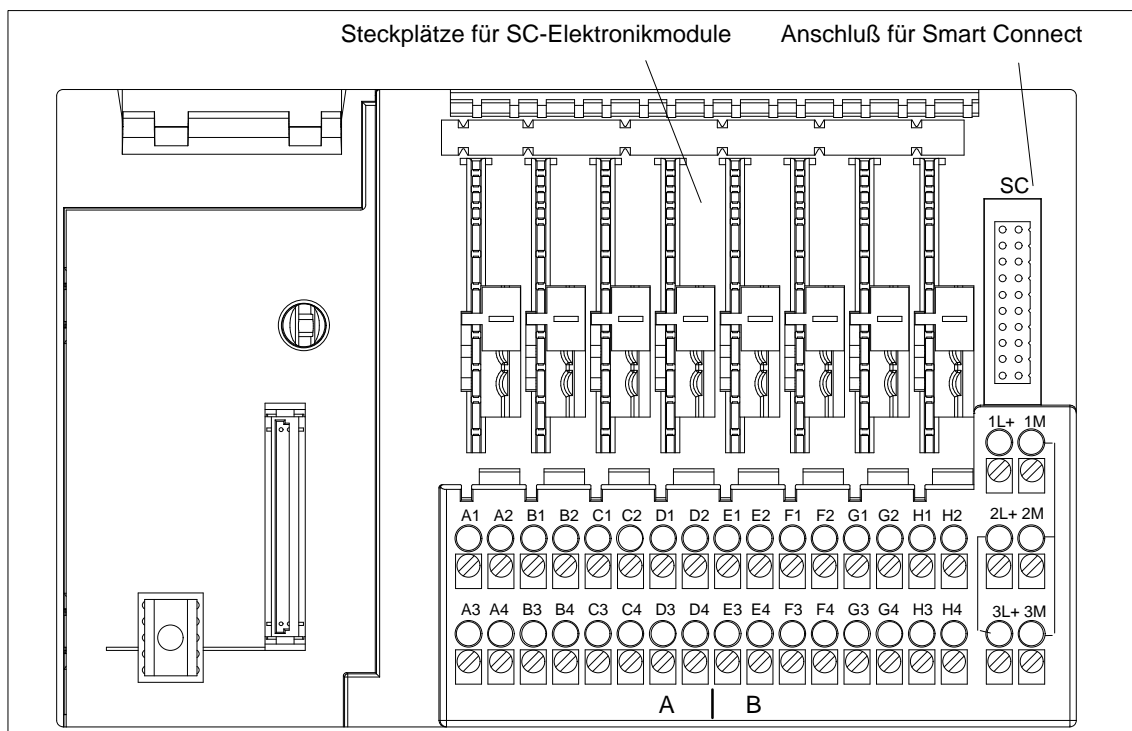 Steckplätze für SC-Elektronikmodule Anschluß für Smart Connect
SC
1L+ 1M
A1 A2 B1 B2 C1 C2 D1 D2 E1 E2 F1 F2 G1 G2 H1 H2 2L+ 2M
A3 A4 B3 B4 C3 C4 D3 D4 E3 E4 F3 F4 G3 G4 H3 H4 3L+ 3M
A B